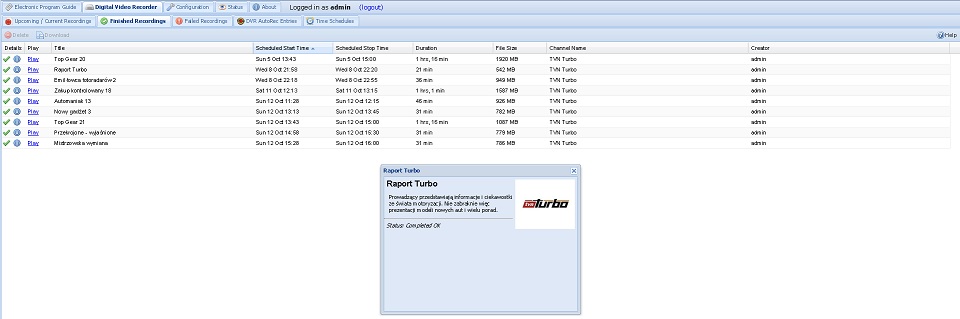 Electronic Program Guide Digital Video Recorder Configuration Status About Logged in as admin (logout)
Upcoming / Current Recordings Finished Recordings Failed Recordings DVR AutoRec Entries Time Schedules
Delete Download Help
Details Play Title Scheduled Start Time Scheduled Stop Time Duration File Size Channel Name Creator
Play Top Gear 20 Sun 5 Oct 13:43 Sun 5 Oct 15:00 1 hrs, 16 min 1920 MB TVN Turbo admin
Play Raport Turbo Wed 8 Oct 21:58 Wed 8 Oct 22:20 21 min 542 MB TVN Turbo admin
Play Emil łowca fotoradarów 2 Wed 8 Oct 22:18 Wed 8 Oct 22:55 36 min 949 MB TVN Turbo admin
Play Zakup kontrolowany 18 Sat 11 Oct 12:13 Sat 11 Oct 13:15 1 hrs, 1 min 1587 MB TVN Turbo admin
Play Automaniak 13 Sun 12 Oct 11:28 Sun 12 Oct 12:15 46 min 926 MB TVN Turbo admin
Play Nowy gadżet 3 Sun 12 Oct 13:13 Sun 12 Oct 13:45 31 min 782 MB TVN Turbo admin
Play Top Gear 21 Sun 12 Oct 13:43 Sun 12 Oct 15:00 1 hrs, 16 min 1087 MB TVN Turbo admin
Play Przekrojone - wyjaśnione Sun 12 Oct 14:58 Sun 12 Oct 15:30 31 min 779 MB TVN Turbo admin
Play Mistrzowska wymiana Sun 12 Oct 15:28 Sun 12 Oct 16:00 31 min 786 MB TVN Turbo admin
Raport Turbo
Raport Turbo
Prowadzący przedstawiają informacje i ciekawostki
ze świata motoryzacji. Nie zabraknie więc
prezentacji modeli nowych aut i wielu porad.
TVN turbo
Status: Completed OK